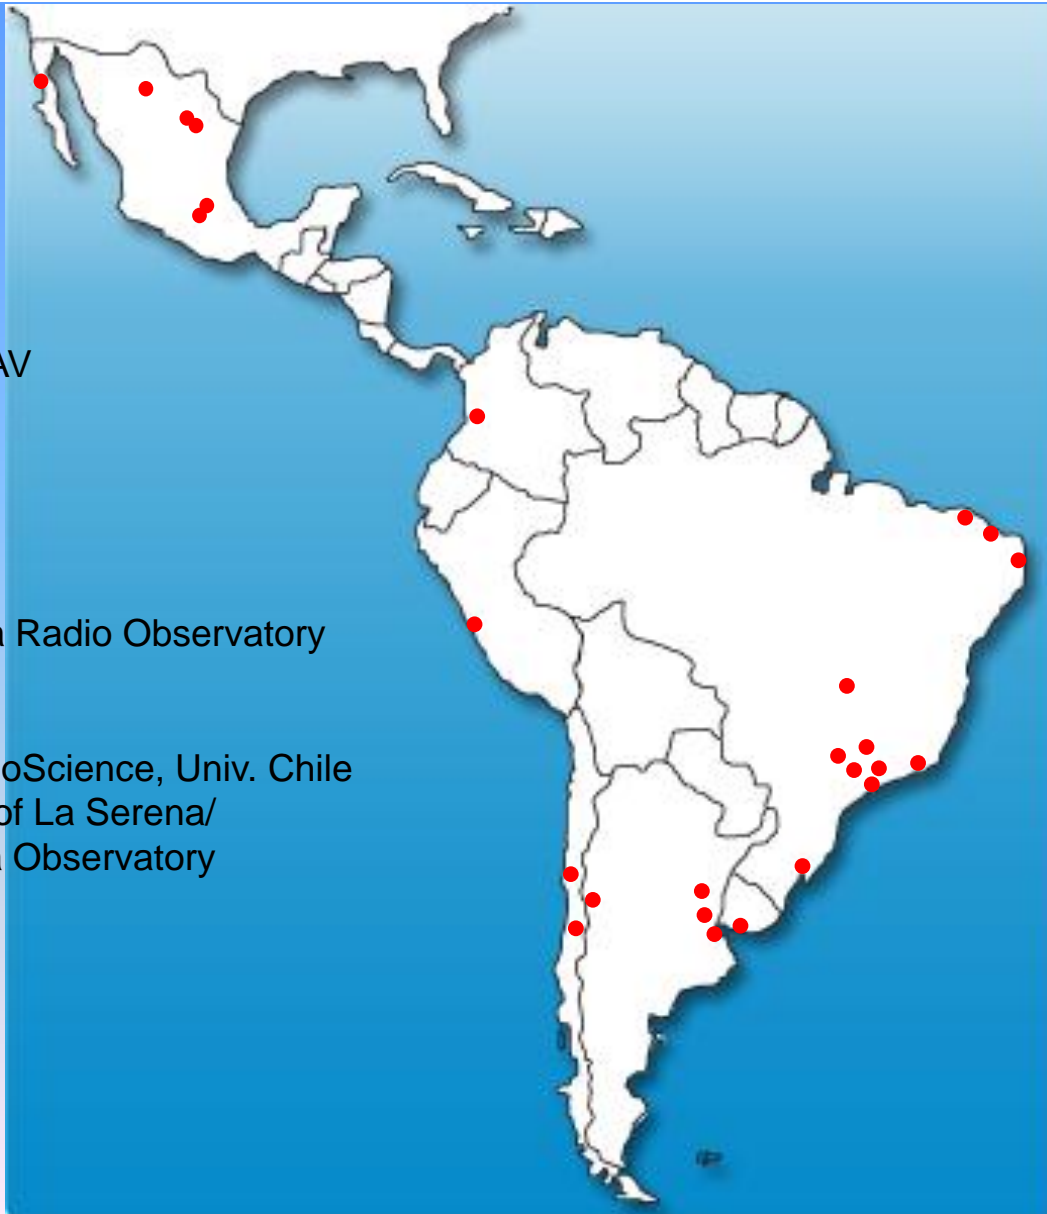 AV
a Radio Observatory
oScience, Univ. Chile
of La Serena/
a Observatory